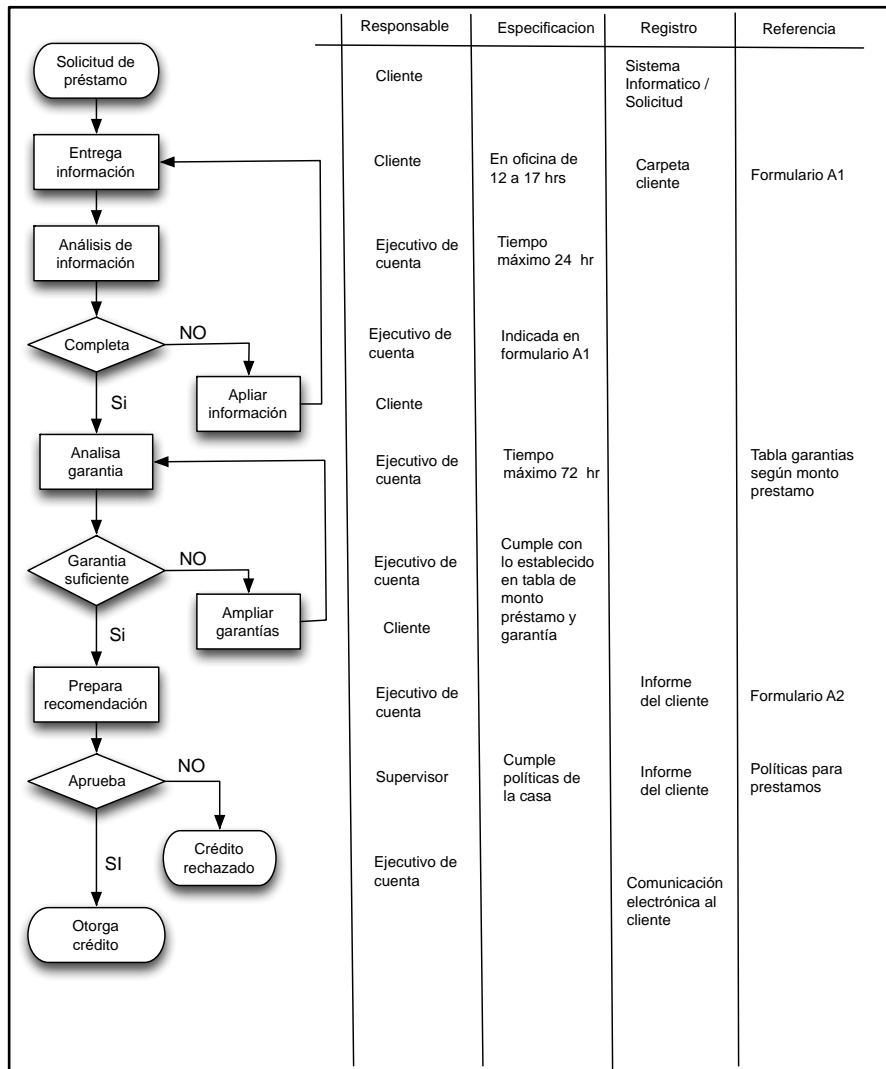 Responsable Especificacion Registro Referencia
Solicitud de
préstamo
Cliente
Sistema
Informatico /
Solicitud
Entrega
información
Cliente
En oficina de
12 a 17 hrs
Carpeta
cliente
Formulario A1
Análisis de
información
Ejecutivo de
cuenta
Tiempo
máximo 24 hr
Completa
NO
Si
Ejecutivo de
cuenta
Indicada en
formulario A1
Apliar
información
Cliente
Analisa
garantia
Ejecutivo de
cuenta
Tiempo
máximo 72 hr
Tabla garantias
según monto
prestamo
Garantia
suficiente
NO
Si
Ejecutivo de
cuenta
Cumple con
lo establecido
en tabla de
monto
préstamo y
garantía
Ampliar
garantías
Cliente
Prepara
recomendación
Ejecutivo de
cuenta
Informe
del cliente
Formulario A2
Aprueba
NO
SI
Supervisor
Cumple
políticas de
la casa
Informe
del cliente
Políticas para
prestamos
Crédito
rechazado
Ejecutivo de
cuenta
Comunicación
electrónica al
cliente
Otorga
crédito